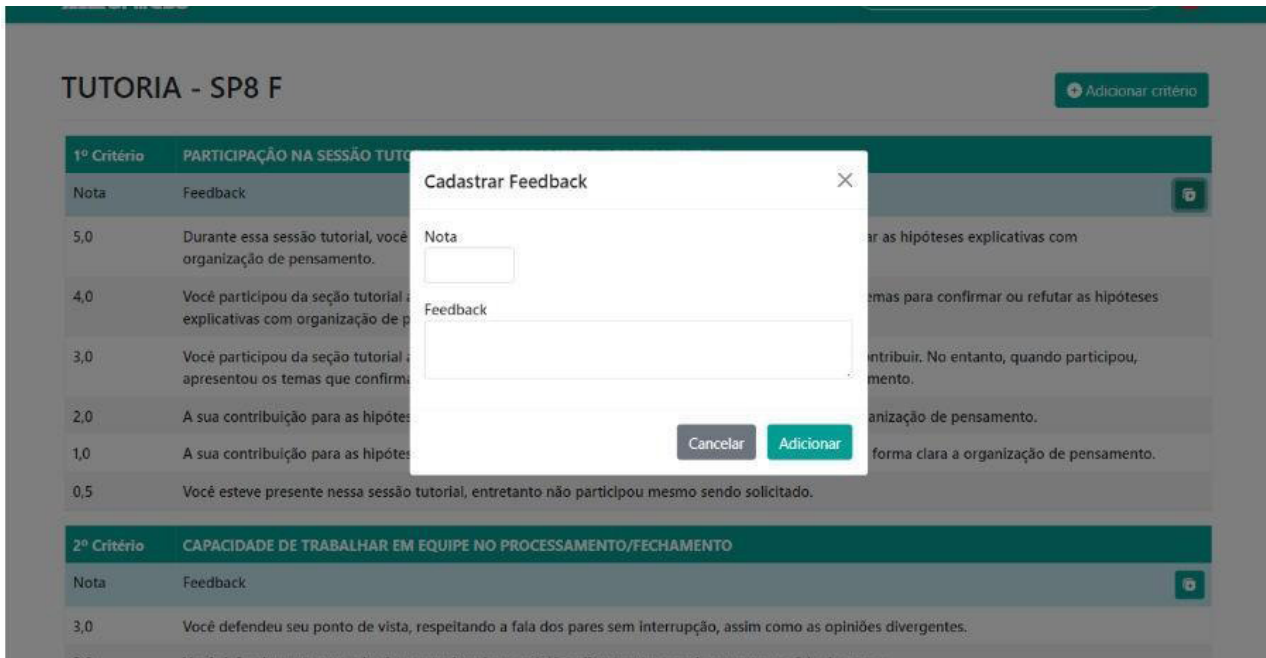 TUTORIA - SP8 F
Adicionar critério
1º Critério PARTICIPAÇÃO NA SESSÃO
Nota Feedback
5,0 Durante essa sessão tutorial, você ar as hipóteses explicativas com
organização de pensamento.
4,0 Você participou da seção tutorial emas para confirmar ou refutar as hipóteses
explicativas com organização de p
3,0 Você participou da seção tutorial ntribuir. No entanto, quando participou,
apresentou os temas que confirma mento.
2,0 A sua contribuição para as hipótes anização de pensamento.
1,0 A sua contribuição para as hipótes forma clara a organização de pensamento.
0,5 Você esteve presente nessa sessão tutorial, entretanto não participou mesmo sendo solicitado.
Cadastrar Feedback
Nota
Feedback
Cancelar Adicionar
2º Critério CAPACIDADE DE TRABALHAR EM EQUIPE NO PROCESSAMENTO/FECHAMENTO
Nota Feedback
3,0 Você defendeu seu ponto de vista, respeitando a fala dos pares sem interrupção, assim como as opiniões divergentes.